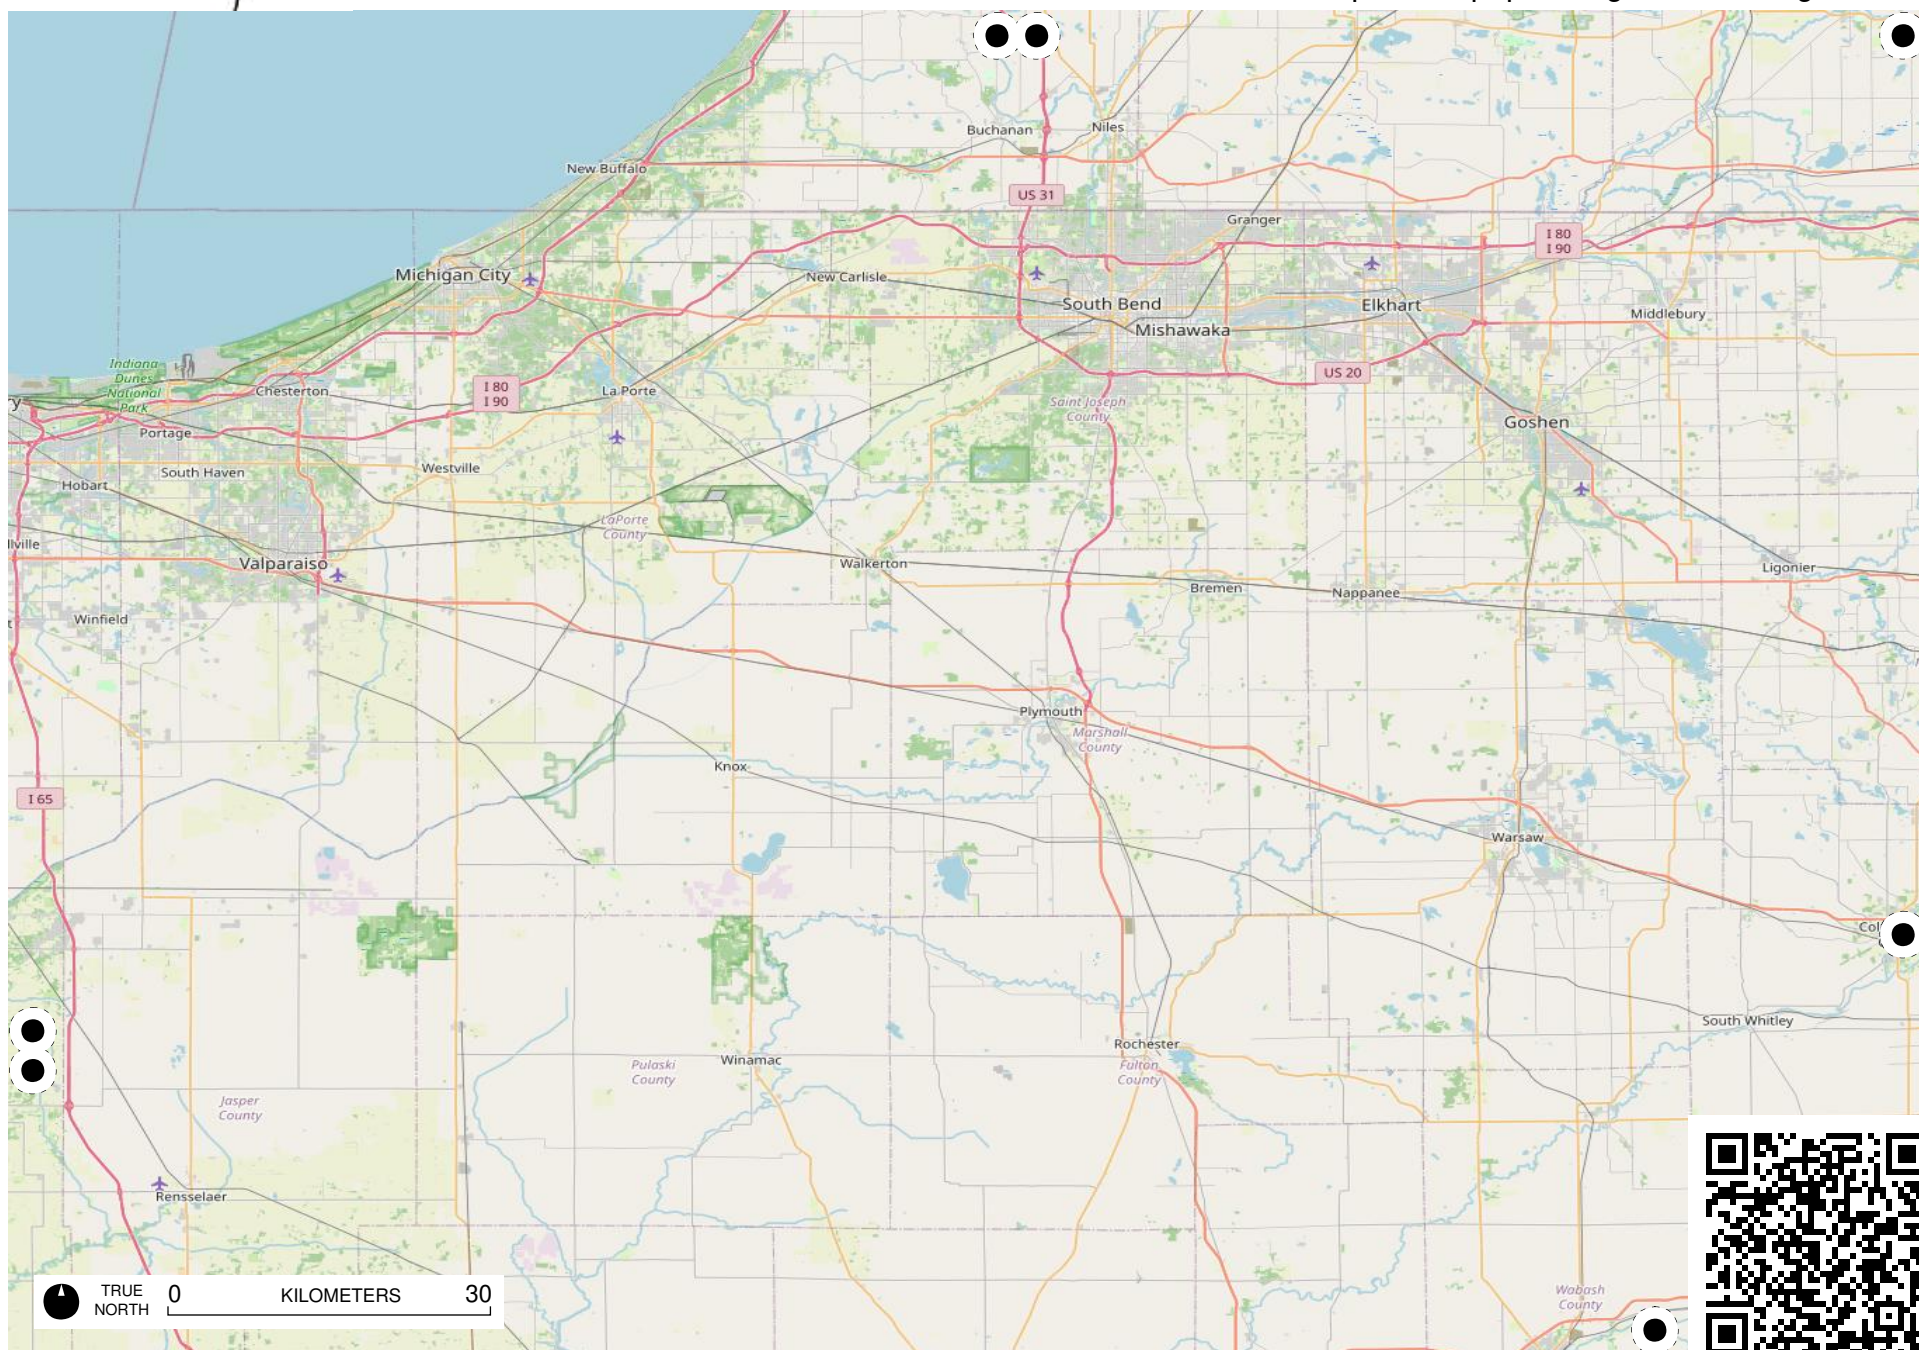 Buchanan
Niles
New Buffalo
US 31
Granger
I 80
I 90
Michigan City
New Carlisle
South Bend
Elkhart
Mishawaka
Middlebury
Indiana
Dunes
National
Park
I 80
I 90
Chesterton
La Porte
US 20
Saint Joseph
County
Portage
Goshen
South Haven
Westville
Hobart
LaPorte
County
Valparaiso
Walkerton
Bremen
Nappanee
Ligonier
Winfield
Plymouth
Marshall
County
Knox
I 65
Warsaw
South Whitley
Rochester
Fulton
County
Winamac
Pulaski
County
Jasper
County
Rensselaer
TRUE
NORTH
0 KILOMETERS 30
Wabash
County